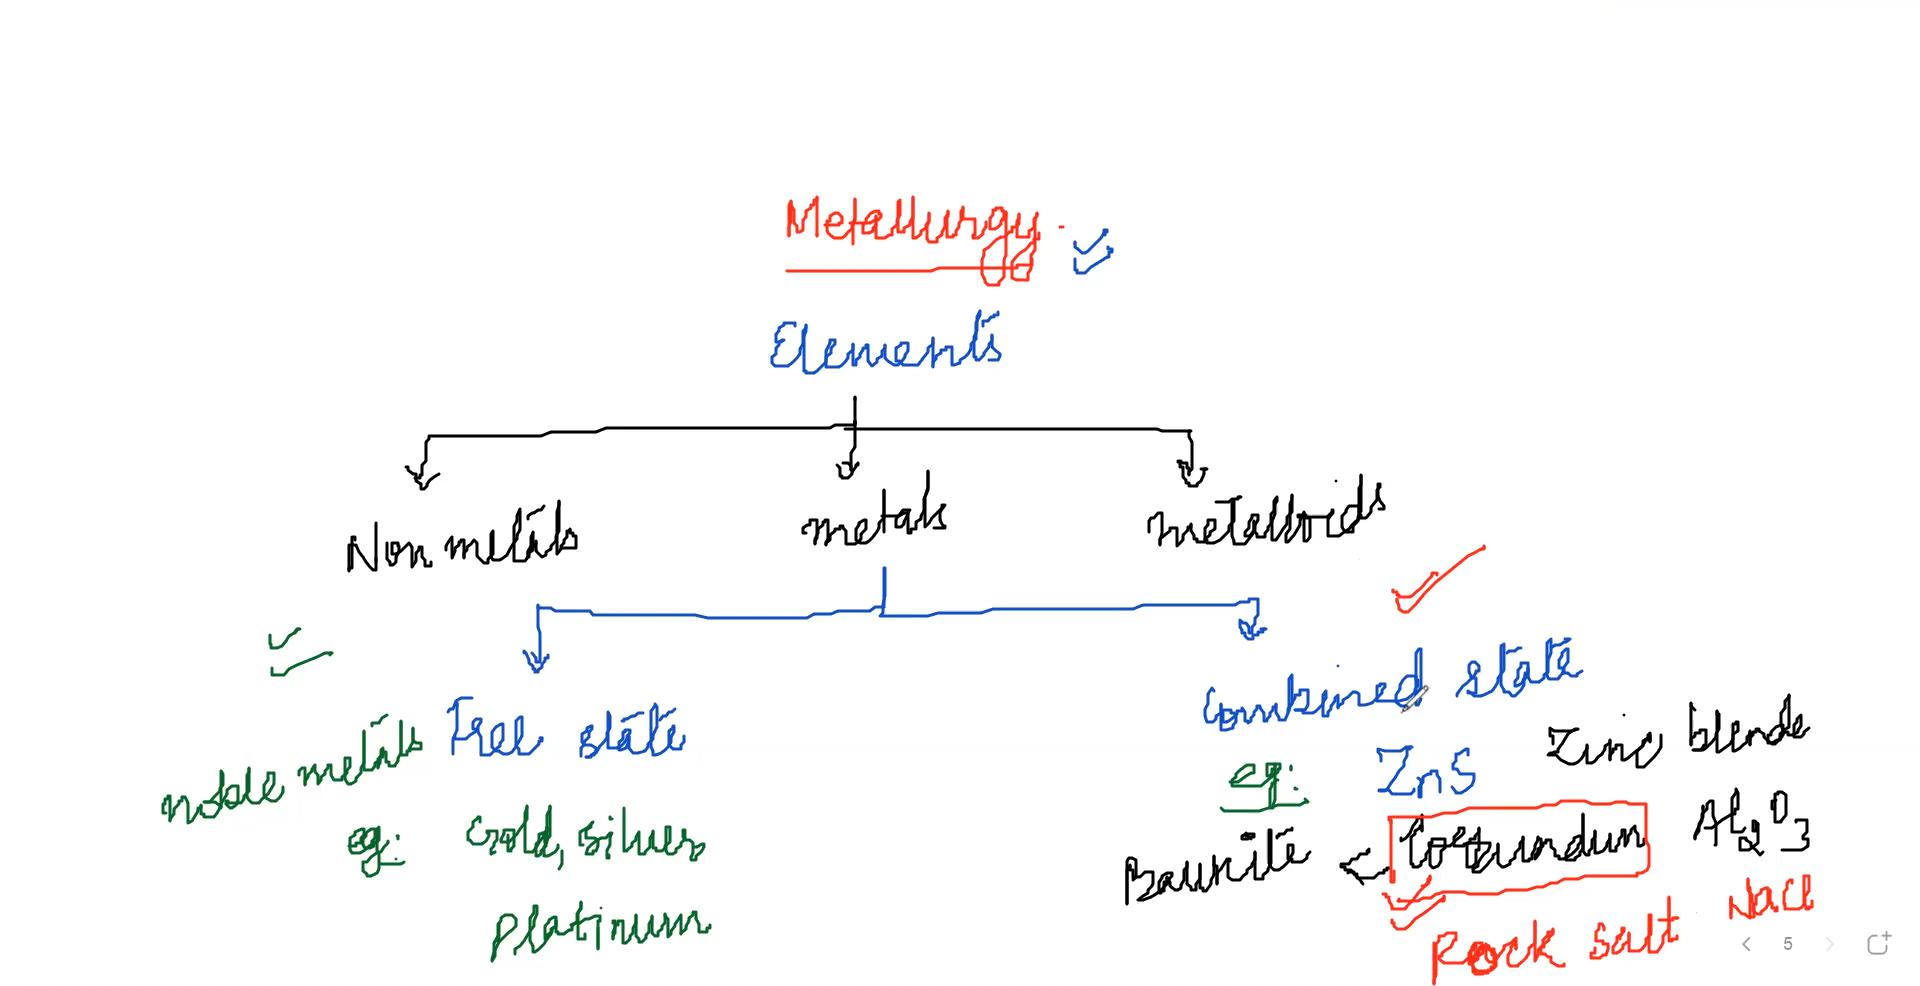 Metallurgy
Elements
Non metals metals metalloids
Free state Combined state
noble metals
eg: Gold, silver
Platinum
eg: ZnS Zinc blende
Bauxite Corundum Al2O3
Rock salt NaCl
5